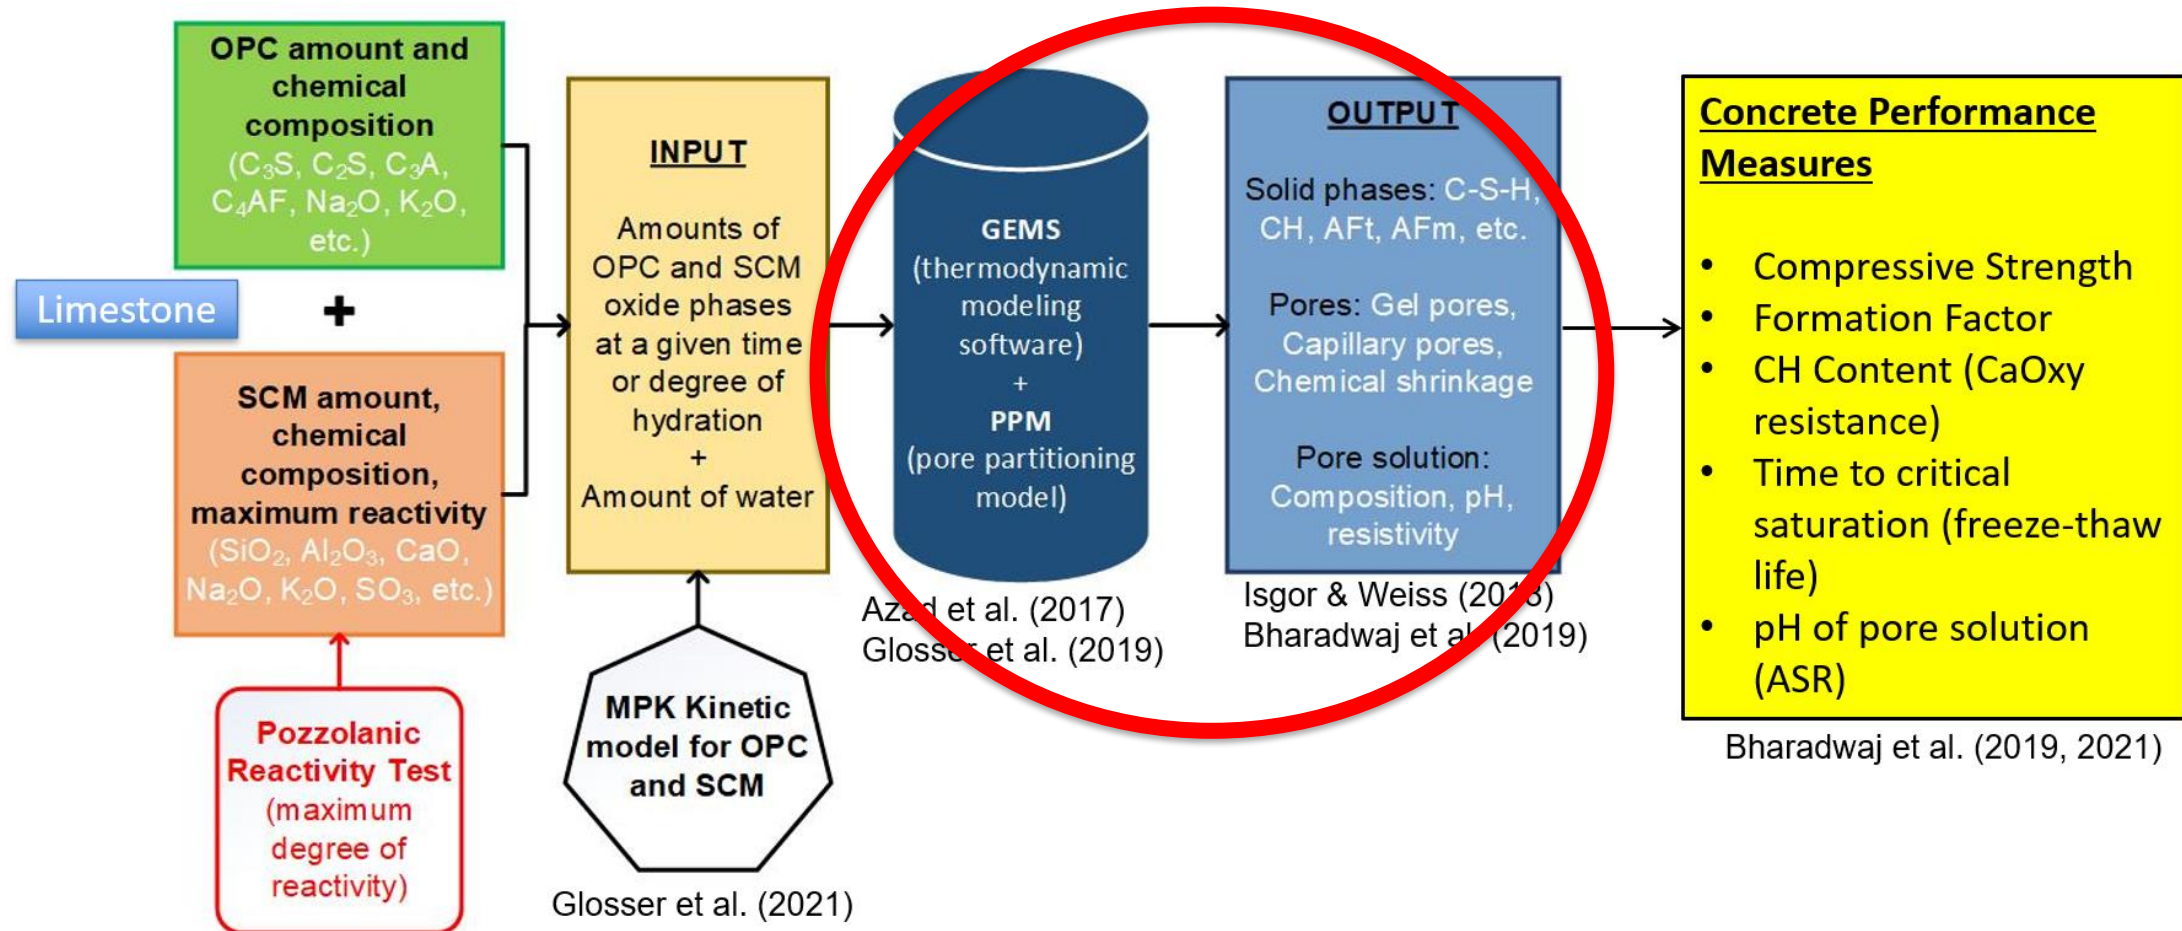 OPC amount and
chemical
composition
(C₃S, C₂S, C₃A,
C₄AF, Na₂O, K₂O,
etc.)
Limestone
+
SCM amount,
chemical
composition,
maximum reactivity
(SiO₂, Al₂O₃, CaO,
Na₂O, K₂O, SO₃, etc.)
Pozzolanic
Reactivity Test
(maximum
degree of
reactivity)
INPUT
Amounts of
OPC and SCM
oxide phases
at a given time
or degree of
hydration
+
Amount of water
MPK Kinetic
model for OPC
and SCM
Glosser et al. (2021)
GEMS
(thermodynamic
modeling
software)
+
PPM
(pore partitioning
model)
Azad et al. (2017)
Glosser et al. (2019)
OUTPUT
Solid phases: C-S-H,
CH, AFt, AFm, etc.
Pores: Gel pores,
Capillary pores,
Chemical shrinkage
Pore solution:
Composition, pH,
resistivity
Isgor & Weiss (2018)
Bharadwaj et al. (2019)
Concrete Performance
Measures
• Compressive Strength
• Formation Factor
• CH Content (CaOxy
resistance)
• Time to critical
saturation (freeze-thaw
life)
• pH of pore solution
(ASR)
Bharadwaj et al. (2019, 2021)